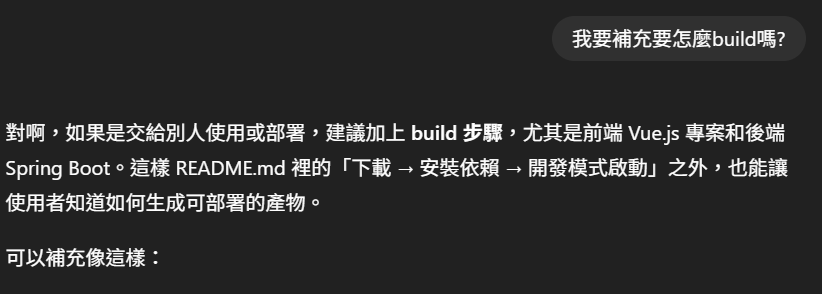 我要補充要怎麼build嗎?
對啊，如果是交給別人使用或部署，建議加上 build 步驟，尤其是前端 Vue.js 專案和後端
Spring Boot。這樣 README.md 裡的「下載 → 安裝依賴 → 開發模式啟動」之外，也能讓
使用者知道如何生成可部署的產物。
可以補充像這樣：